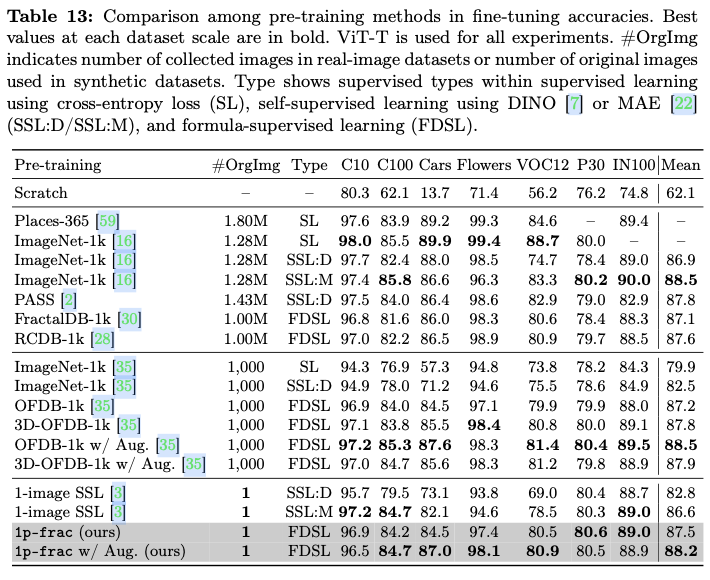 Table 13: Comparison among pre-training methods in fine-tuning accuracies. Best
values at each dataset scale are in bold. ViT-T is used for all experiments. #OrgImg
indicates number of collected images in real-image datasets or number of original images
used in synthetic datasets. Type shows supervised types within supervised learning
using cross-entropy loss (SL), self-supervised learning using DINO [7] or MAE [22]
(SSL:D/SSL:M), and formula-supervised learning (FDSL).
Pre-training #OrgImg Type C10 C100 Cars Flowers VOC12 P30 IN100 Mean
Scratch – – 80.3 62.1 13.7 71.4 56.2 76.2 74.8 62.1
Places-365 [59] 1.80M SL 97.6 83.9 89.2 99.3 84.6 – 89.4 –
ImageNet-1k [16] 1.28M SL 98.0 85.5 89.9 99.4 88.7 80.0 – –
ImageNet-1k [16] 1.28M SSL:D 97.7 82.4 88.0 98.5 74.7 78.4 89.0 86.9
ImageNet-1k [16] 1.28M SSL:M 97.4 85.8 86.6 96.3 83.3 80.2 90.0 88.5
PASS [2] 1.43M SSL:D 97.5 84.0 86.4 98.6 82.9 79.0 82.9 87.8
FractalDB-1k [30] 1.00M FDSL 96.8 81.6 86.0 98.3 80.6 78.4 88.3 87.1
RCDB-1k [28] 1.00M FDSL 97.0 82.2 86.5 98.9 80.9 79.7 88.5 87.6
ImageNet-1k [35] 1,000 SL 94.3 76.9 57.3 94.8 73.8 78.2 84.3 79.9
ImageNet-1k [35] 1,000 SSL:D 94.9 78.0 71.2 94.6 75.5 78.6 84.9 82.5
OFDB-1k [35] 1,000 FDSL 96.9 84.0 84.5 97.1 79.9 79.9 88.0 87.2
3D-OFDB-1k [35] 1,000 FDSL 97.1 83.8 85.5 98.4 80.8 80.0 89.1 87.8
OFDB-1k w/ Aug. [35] 1,000 FDSL 97.2 85.3 87.6 98.3 81.4 80.4 89.5 88.5
3D-OFDB-1k w/ Aug. [35] 1,000 FDSL 97.0 84.7 85.6 98.3 81.2 79.8 88.9 87.9
1-image SSL [3] 1 SSL:D 95.7 79.5 73.1 93.8 69.0 80.4 88.7 82.8
1-image SSL [3] 1 SSL:M 97.2 84.7 82.1 94.6 78.5 80.3 89.0 86.6
1p-frac (ours) 1 FDSL 96.9 84.2 84.5 97.4 80.5 80.6 89.0 87.5
1p-frac w/ Aug. (ours) 1 FDSL 96.5 84.7 87.0 98.1 80.9 80.5 88.9 88.2